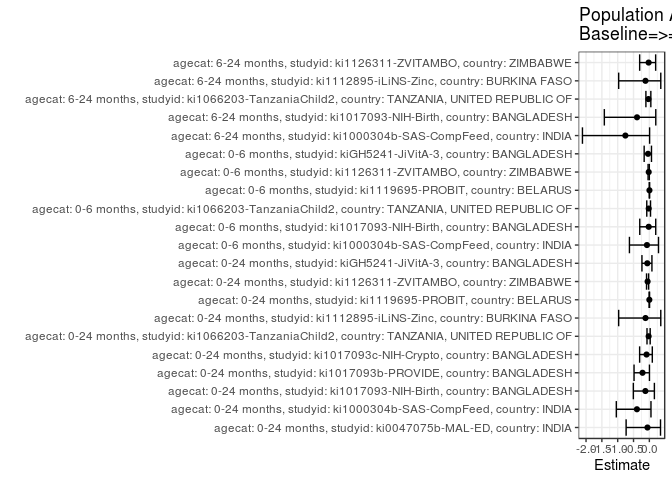 Population
Baseline=>=
agecat: 6-24 months, studyid: ki1126311-ZVITAMBO, country: ZIMBABWE
agecat: 6-24 months, studyid: ki1112895-iLiNS-Zinc, country: BURKINA FASO
agecat: 6-24 months, studyid: ki1066203-TanzaniaChild2, country: TANZANIA, UNITED REPUBLIC OF
agecat: 6-24 months, studyid: ki1017093-NIH-Birth, country: BANGLADESH
agecat: 6-24 months, studyid: ki1000304b-SAS-CompFeed, country: INDIA
agecat: 0-6 months, studyid: kiGH5241-JiVitA-3, country: BANGLADESH
agecat: 0-6 months, studyid: ki1126311-ZVITAMBO, country: ZIMBABWE
agecat: 0-6 months, studyid: ki1119695-PROBIT, country: BELARUS
agecat: 0-6 months, studyid: ki1066203-TanzaniaChild2, country: TANZANIA, UNITED REPUBLIC OF
agecat: 0-6 months, studyid: ki1017093-NIH-Birth, country: BANGLADESH
agecat: 0-6 months, studyid: ki1000304b-SAS-CompFeed, country: INDIA
agecat: 0-24 months, studyid: kiGH5241-JiVitA-3, country: BANGLADESH
agecat: 0-24 months, studyid: ki1126311-ZVITAMBO, country: ZIMBABWE
agecat: 0-24 months, studyid: ki1119695-PROBIT, country: BELARUS
agecat: 0-24 months, studyid: ki1112895-iLiNS-Zinc, country: BURKINA FASO
agecat: 0-24 months, studyid: ki1066203-TanzaniaChild2, country: TANZANIA, UNITED REPUBLIC OF
agecat: 0-24 months, studyid: ki1017093c-NIH-Crypto, country: BANGLADESH
agecat: 0-24 months, studyid: ki1017093b-PROVIDE, country: BANGLADESH
agecat: 0-24 months, studyid: ki1017093-NIH-Birth, country: BANGLADESH
agecat: 0-24 months, studyid: ki1000304b-SAS-CompFeed, country: INDIA
agecat: 0-24 months, studyid: ki0047075b-MAL-ED, country: INDIA
-2.0-1.5-1.0-0.50.0
Estimate